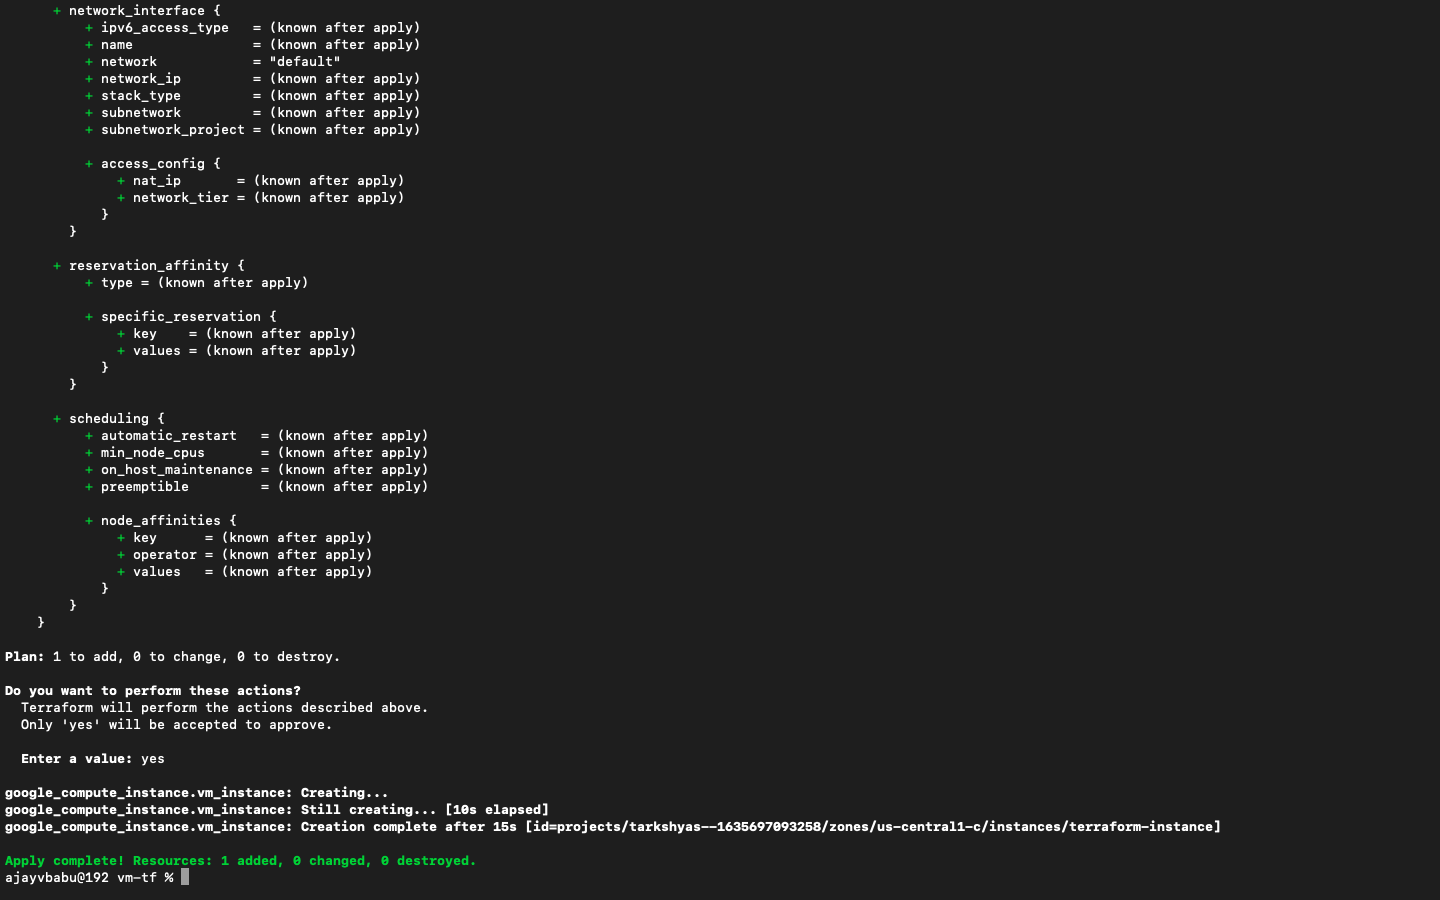 + network_interface {
+ ipv6_access_type   = (known after apply)
+ name               = (known after apply)
+ network            = "default"
+ network_ip         = (known after apply)
+ stack_type         = (known after apply)
+ subnetwork         = (known after apply)
+ subnetwork_project = (known after apply)
+ access_config {
+ nat_ip       = (known after apply)
+ network_tier = (known after apply)
}
}
+ reservation_affinity {
+ type = (known after apply)
+ specific_reservation {
+ key    = (known after apply)
+ values = (known after apply)
}
}
+ scheduling {
+ automatic_restart   = (known after apply)
+ min_node_cpus       = (known after apply)
+ on_host_maintenance = (known after apply)
+ preemptible         = (known after apply)
+ node_affinities {
+ key      = (known after apply)
+ operator = (known after apply)
+ values   = (known after apply)
}
}
}
Plan: 1 to add, 0 to change, 0 to destroy.
Do you want to perform these actions?
Terraform will perform the actions described above.
Only 'yes' will be accepted to approve.
Enter a value: yes
google_compute_instance.vm_instance: Creating...
google_compute_instance.vm_instance: Still creating... [10s elapsed]
google_compute_instance.vm_instance: Creation complete after 15s [id=projects/tarkshyas--1635697093258/zones/us-central1-c/instances/terraform-instance]
Apply complete! Resources: 1 added, 0 changed, 0 destroyed.
ajayvbabu@192 vm-tf %